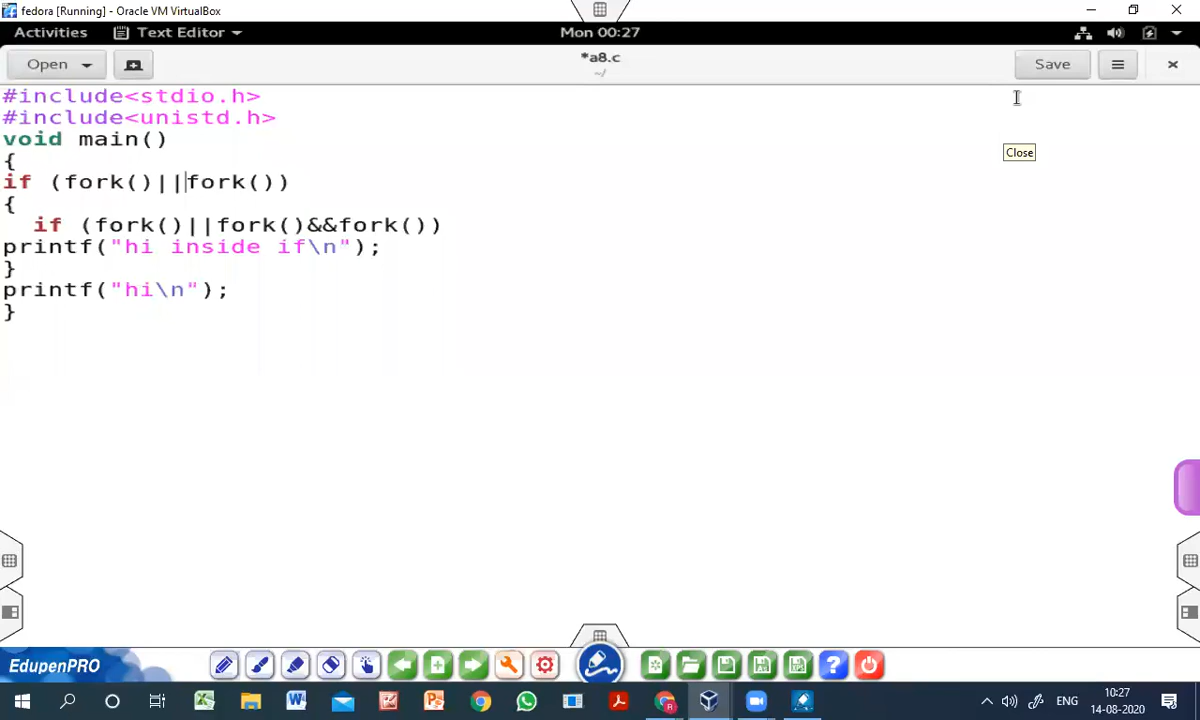 fedora [Running] - Oracle VM VirtualBox
Activities Text Editor Mon 00:27
Open *a8.c Save
~/
#include<stdio.h>
#include<unistd.h>
void main()
{
if (fork()||fork())
{
  if (fork()||fork()&&fork())
printf("hi inside if\n");
}
printf("hi\n");
}
Close
EdupenPRO
ENG 10:27
14-08-2020